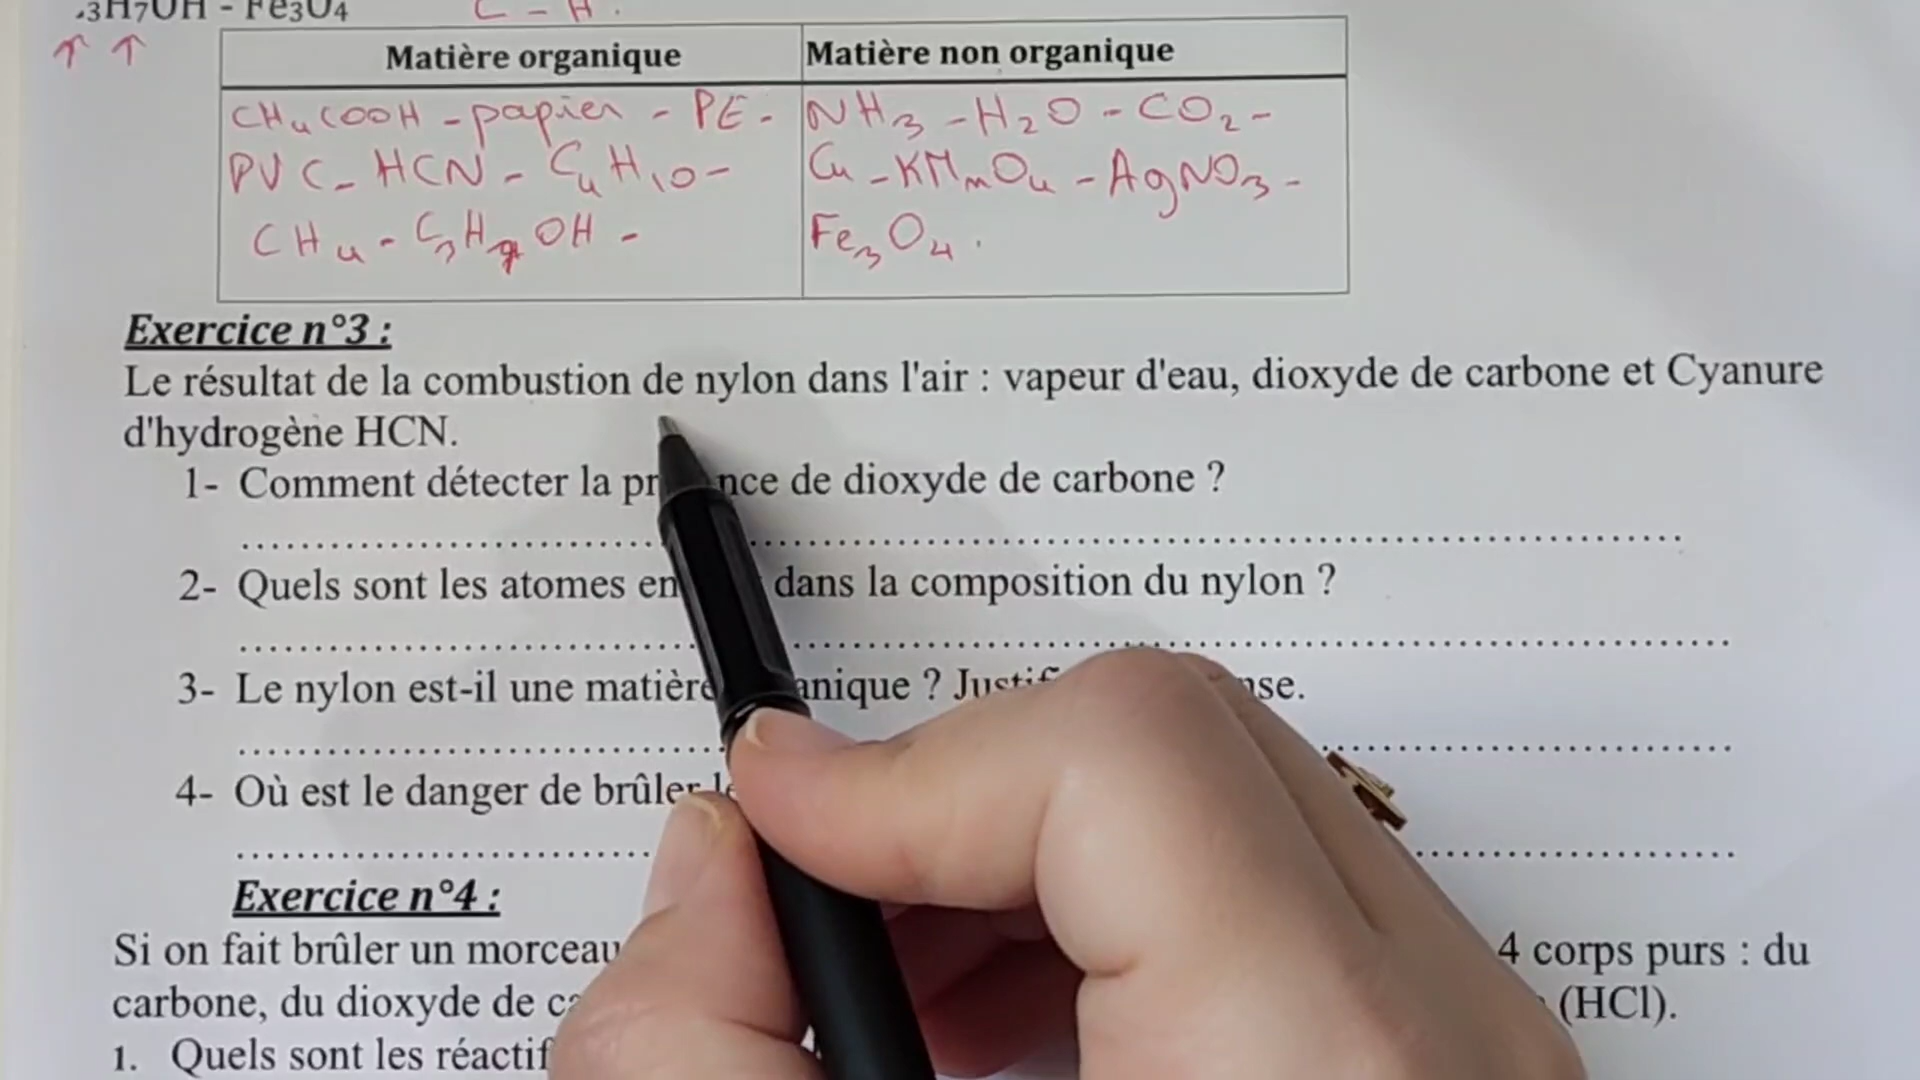 ₃H₇OH - Fe₃O₄ C - H .
↑ ↑
Matière organique Matière non organique
CH₄COOH - papier - PE - NH₃ - H₂O - CO₂ -
PVC - HCN - C₄H₁₀ - Cu - KMnO₄ - AgNO₃ -
CH₄ - C₃H₇OH - Fe₃O₄ .
Exercice n°3 :
Le résultat de la combustion de nylon dans l'air : vapeur d'eau, dioxyde de carbone et Cyanure
d'hydrogène HCN.
1- Comment détecter la pr nce de dioxyde de carbone ?
2- Quels sont les atomes en dans la composition du nylon ?
3- Le nylon est-il une matière anique ? Justif nse.
4- Où est le danger de brûler le
Exercice n°4 :
Si on fait brûler un morceau 4 corps purs : du
carbone, du dioxyde de ca (HCl).
1. Quels sont les réactif